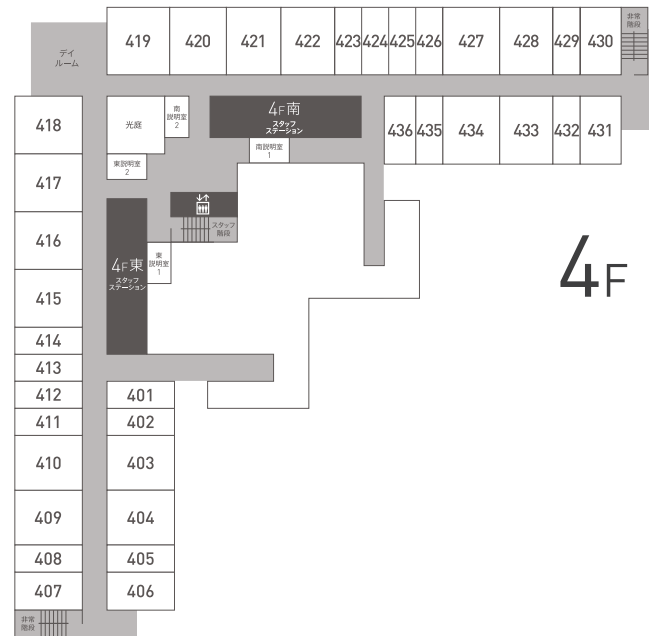 419
420
421
422
423
424
425
426
427
428
429
430
非常
階段
デイ
ルーム
418
光庭
南
説明室
2
4F南
スタッフ
ステーション
436
435
434
433
432
431
南説明室
1
東説明室
2
417
スタッフ
階段
416
東
説明室
1
4F東
スタッフ
ステーション
4F
415
414
413
412
401
411
402
410
403
409
404
408
405
407
406
非常
階段